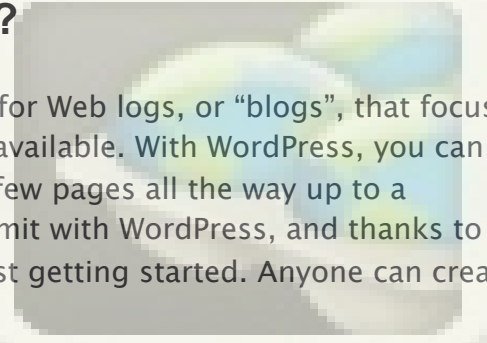 ?
for Web logs, or “blogs”, that focus
available. With WordPress, you can
few pages all the way up to a
mit with WordPress, and thanks to
st getting started. Anyone can crea